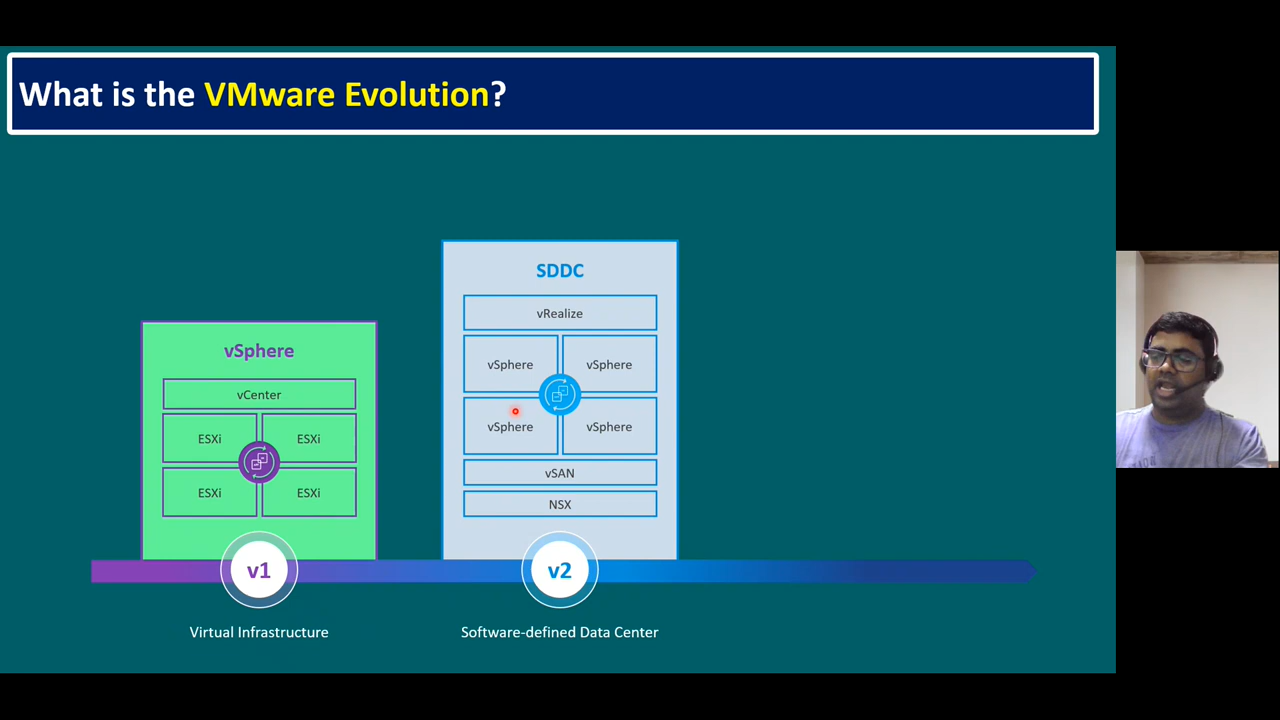 What is the VMware Evolution?
vSphere
vCenter
ESXi ESXi
ESXi ESXi
v1
Virtual Infrastructure
SDDC
vRealize
vSphere vSphere
vSphere vSphere
vSAN
NSX
v2
Software-defined Data Center